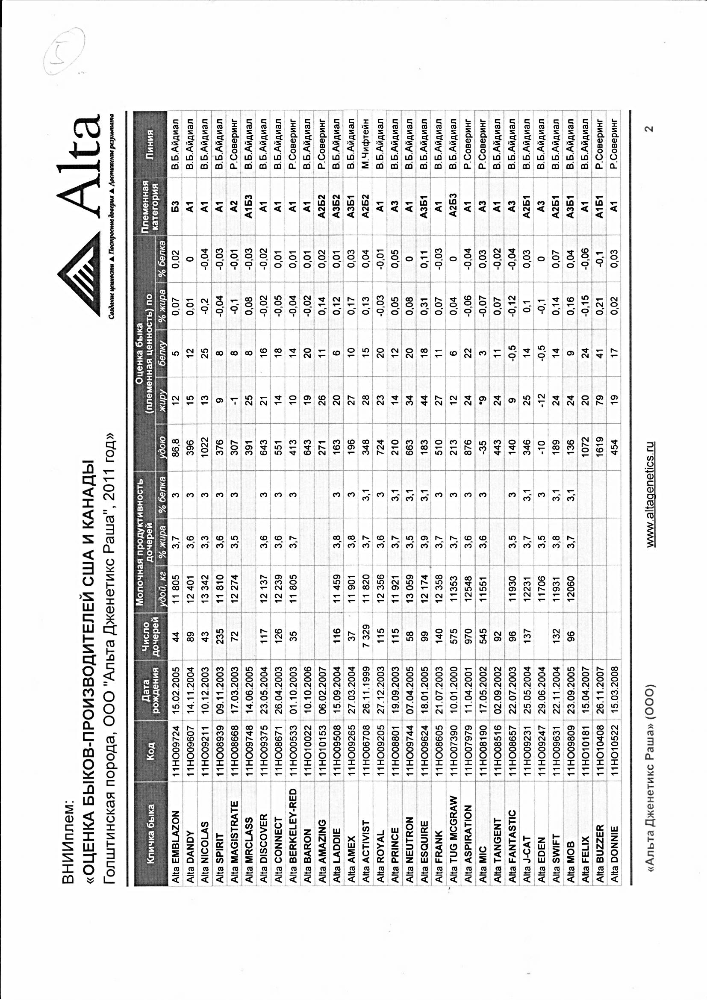 5
ВНИИплем:
«ОЦЕНКА БЫКОВ-ПРОИЗВОДИТЕЛЕЙ США И КАНАДЫ
Голштинская порода, ООО "Альта Дженетикс Раша", 2011 год»
Alta
Создание ценности ▲ Построение доверия ▲ Достижение результата
Кличка быка Код Дата рождения Число дочерей Молочная продуктивность дочерей Оценка быка (племенная ценность) по Племенная категория Линия
удой, кг % жира % белка удою жиру белку % жира % белка
Alta EMBLAZON 11HO09724 15.02.2005 44 11 805 3,7 3 86,8 12 5 0,07 0,02 Б3 В.Б.Айдиал
Alta DANDY 11HO09607 14.11.2004 89 12 401 3,6 3 396 15 12 0,01 0 А1 В.Б.Айдиал
Alta NICOLAS 11HO09211 10.12.2003 43 13 342 3,3 3 1022 13 25 -0,2 -0,04 А1 В.Б.Айдиал
Alta SPIRIT 11HO08939 09.11.2003 235 11 810 3,6 3 376 9 8 -0,04 -0,03 А1 В.Б.Айдиал
Alta MAGISTRATE 11HO08668 17.03.2003 72 12 274 3,5 3 307 -1 8 -0,1 -0,01 А2 Р.Соверинг
Alta MRCLASS 11HO09748 14.06.2005 391 25 8 0,08 -0,03 А1Б3 В.Б.Айдиал
Alta DISCOVER 11HO09375 23.05.2004 117 12 137 3,6 3 643 21 16 -0,02 -0,02 А1 В.Б.Айдиал
Alta CONNECT 11HO08671 26.04.2003 126 12 239 3,6 3 551 14 18 -0,05 0,01 А1 В.Б.Айдиал
Alta BERKELEY-RED 11HO00533 01.10.2003 35 11 805 3,7 3 413 10 14 -0,04 0,01 А1 Р.Соверинг
Alta BARON 11HO10022 10.10.2006 643 19 20 -0,02 0,01 А1 В.Б.Айдиал
Alta AMAZING 11HO10153 06.02.2007 271 26 11 0,14 0,02 А2Б2 Р.Соверинг
Alta LADDIE 11HO09508 15.09.2004 116 11 459 3,8 3 163 20 6 0,12 0,01 А3Б2 В.Б.Айдиал
Alta AMEX 11HO09265 27.03.2004 37 11 901 3,8 3 196 27 10 0,17 0,03 А3Б1 В.Б.Айдиал
Alta ACTIVIST 11HO06708 26.11.1999 7 329 11 820 3,7 3,1 348 28 15 0,13 0,04 А2Б2 М.Чифтейн
Alta ROYAL 11HO09205 27.12.2003 115 12 356 3,6 3 724 23 20 -0,03 -0,01 А1 В.Б.Айдиал
Alta PRINCE 11HO08801 19.09.2003 115 11 921 3,7 3,1 210 14 12 0,05 0,05 А3 В.Б.Айдиал
Alta NEUTRON 11HO09744 07.04.2005 58 13 059 3,5 3,1 663 34 20 0,08 0 А1 В.Б.Айдиал
Alta ESQUIRE 11HO09624 18.01.2005 99 12 174 3,9 3,1 183 44 18 0,31 0,11 А3Б1 В.Б.Айдиал
Alta FRANK 11HO08605 21.07.2003 140 12 358 3,7 3 510 27 11 0,07 -0,03 А1 В.Б.Айдиал
Alta TUG MCGRAW 11HO07390 10.01.2000 575 11353 3,7 3 213 12 6 0,04 0 А2Б3 В.Б.Айдиал
Alta ASPIRATION 11HO07979 11.04.2001 970 12548 3,6 3 876 24 22 -0,06 -0,04 А1 Р.Соверинг
Alta MIC 11HO08190 17.05.2002 545 11551 3,6 3 -35 *9 3 -0,07 0,03 А3 Р.Соверинг
Alta TANGENT 11HO08516 02.09.2002 92 443 24 11 0,07 -0,02 А1 В.Б.Айдиал
Alta FANTASTIC 11HO08657 22.07.2003 96 11930 3,5 3 140 9 -0,5 -0,12 -0,04 А3 В.Б.Айдиал
Alta J-CAT 11HO09231 25.05.2004 137 12231 3,7 3,1 346 25 14 0,1 0,03 А2Б1 В.Б.Айдиал
Alta EDEN 11HO09247 29.06.2004 11706 3,5 3 -10 -12 -0,5 -0,1 0 А3 В.Б.Айдиал
Alta SWIFT 11HO09631 22.11.2004 132 11931 3,8 3,1 189 24 14 0,14 0,07 А2Б1 В.Б.Айдиал
Alta MOB 11HO09809 23.09.2005 96 12060 3,7 3,1 136 24 9 0,16 0,04 А3Б1 В.Б.Айдиал
Alta FELIX 11HO10181 15.04.2007 1072 20 24 -0,15 -0,06 А1 В.Б.Айдиал
Alta BUZZER 11HO10408 26.11.2007 1619 79 41 0,21 -0,1 А1Б1 Р.Соверинг
Alta DONNIE 11HO10522 15.03.2008 454 19 17 0,02 0,03 А1 Р.Соверинг
«Альта Дженетикс Раша» (ООО) www.altagenetics.ru 2